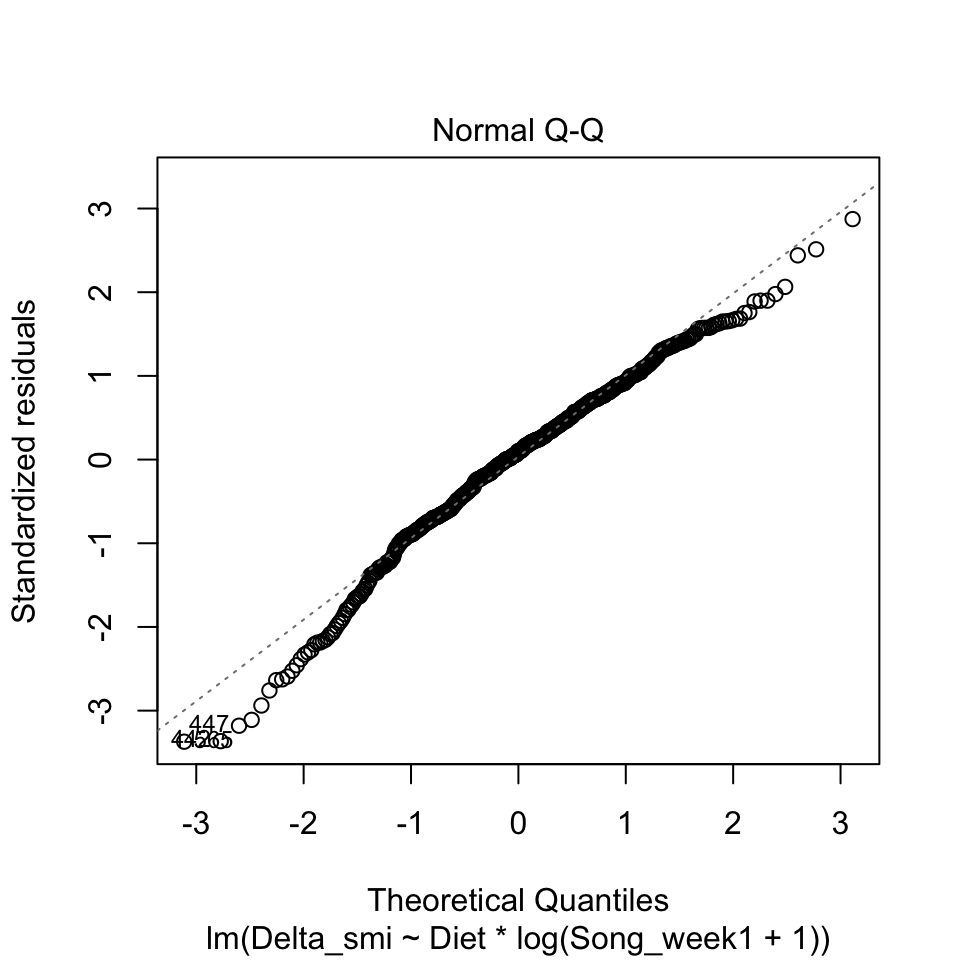 Normal Q-Q
Standardized residuals
3
2
1
0
-1
-2
-3
447
-3 -2 -1 0 1 2 3
Theoretical Quantiles
lm(Delta_smi ~ Diet * log(Song_week1 + 1))